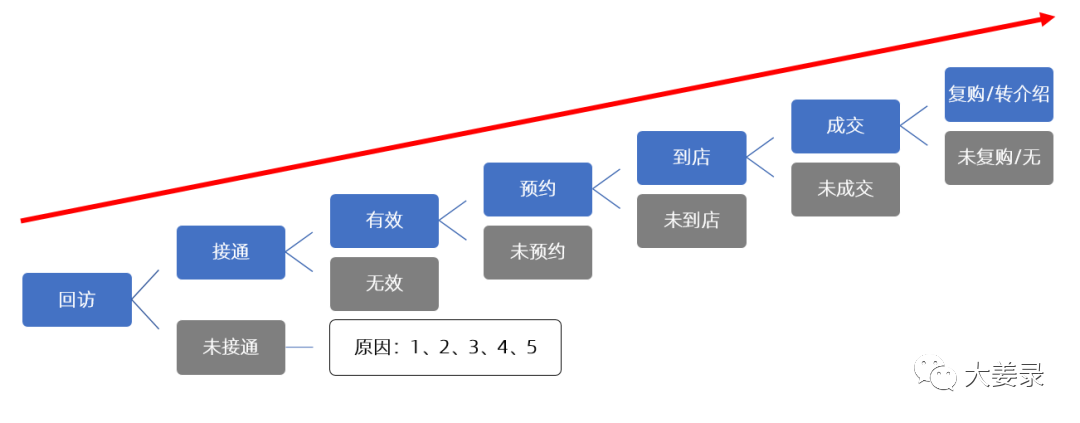 复购/转介绍
成交
未复购/无
到店
未成交
预约
未到店
有效
未预约
接通
无效
回访
未接通
原因：1、2、3、4、5
大姜录